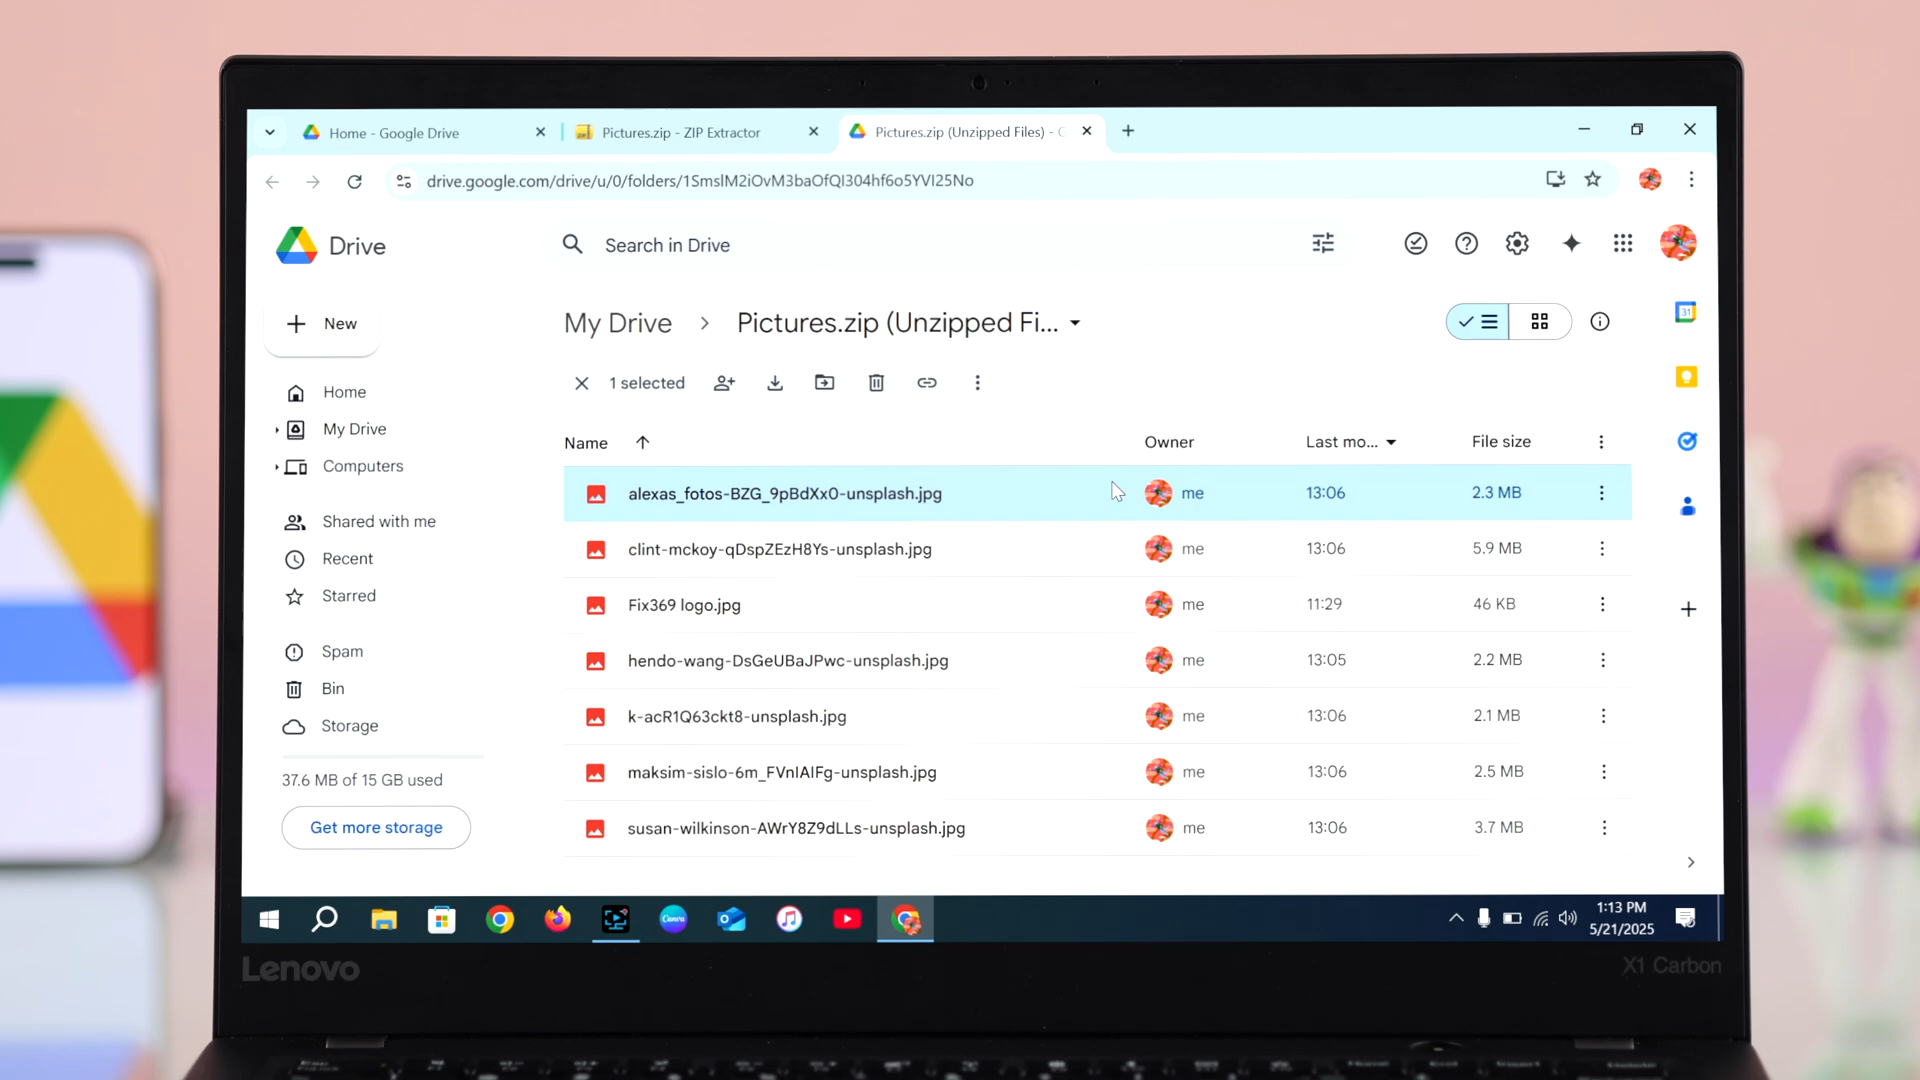 Home - Google Drive
Pictures.zip - ZIP Extractor
Pictures.zip (Unzipped Files) - G
drive.google.com/drive/u/0/folders/1SmslM2iOvM3baOfQI304hf6o5YVI25No
Drive
Search in Drive
New
My Drive
Pictures.zip (Unzipped Fi...
31
1 selected
Home
My Drive
Computers
Shared with me
Recent
Starred
Spam
Bin
Storage
37.6 MB of 15 GB used
Get more storage
Name
Owner
Last mo...
File size
alexas_fotos-BZG_9pBdXx0-unsplash.jpg
me
13:06
2.3 MB
clint-mckoy-qDspZEzH8Ys-unsplash.jpg
me
13:06
5.9 MB
Fix369 logo.jpg
me
11:29
46 KB
hendo-wang-DsGeUBaJPwc-unsplash.jpg
me
13:05
2.2 MB
k-acR1Q63ckt8-unsplash.jpg
me
13:06
2.1 MB
maksim-sislo-6m_FVnIAIFg-unsplash.jpg
me
13:06
2.5 MB
susan-wilkinson-AWrY8Z9dLLs-unsplash.jpg
me
13:06
3.7 MB
Canva
1:13 PM
5/21/2025
Lenovo
X1 Carbon